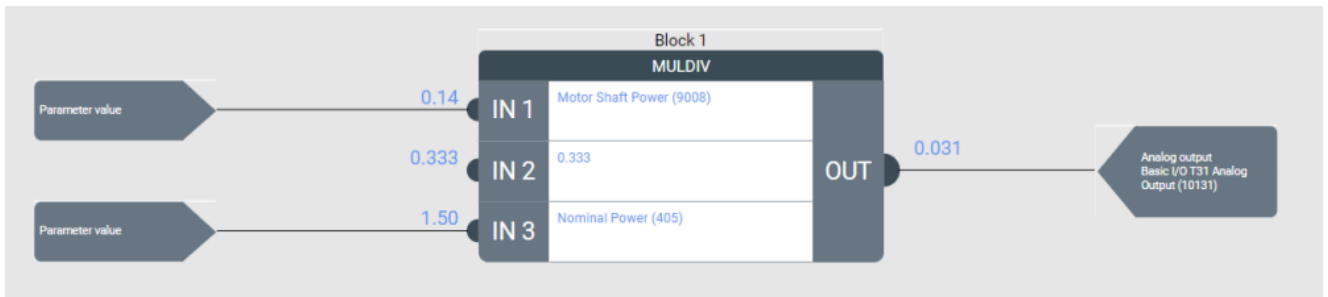 Block 1
MULDIV
Parameter value
0.14
IN 1
Motor Shaft Power (9008)
0.333
IN 2
0.333
OUT
0.031
Analog output
Basic I/O T31 Analog
Output (10131)
Parameter value
1.50
IN 3
Nominal Power (405)